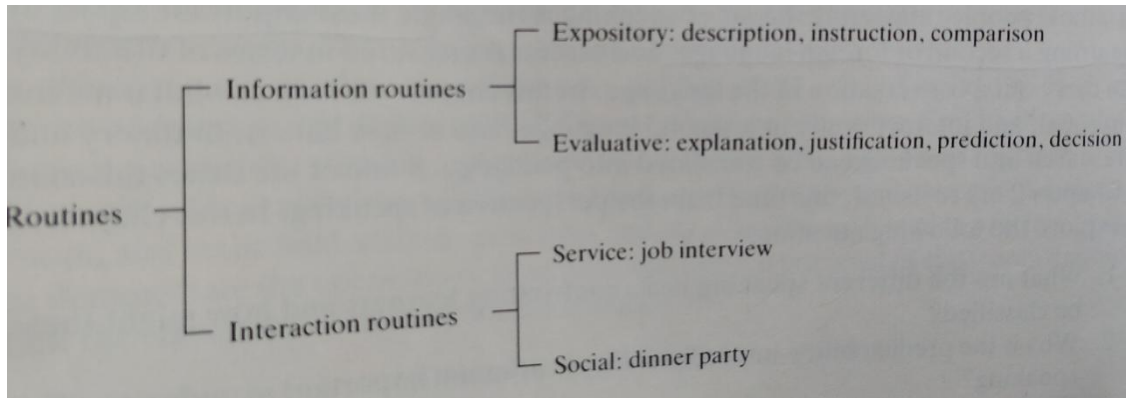 Expository: description, instruction, comparison
Information routines
Evaluative: explanation, justification, prediction, decision
Routines
Service: job interview
Interaction routines
Social: dinner party